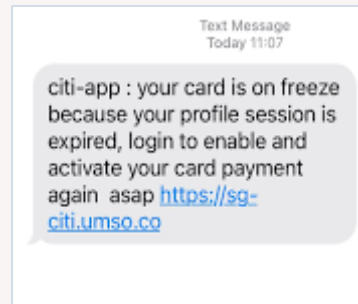 Text Message
Today 11:07
citi-app : your card is on freeze
because your profile session is
expired, login to enable and
activate your card payment
again  asap https://sg-
citi.umso.co